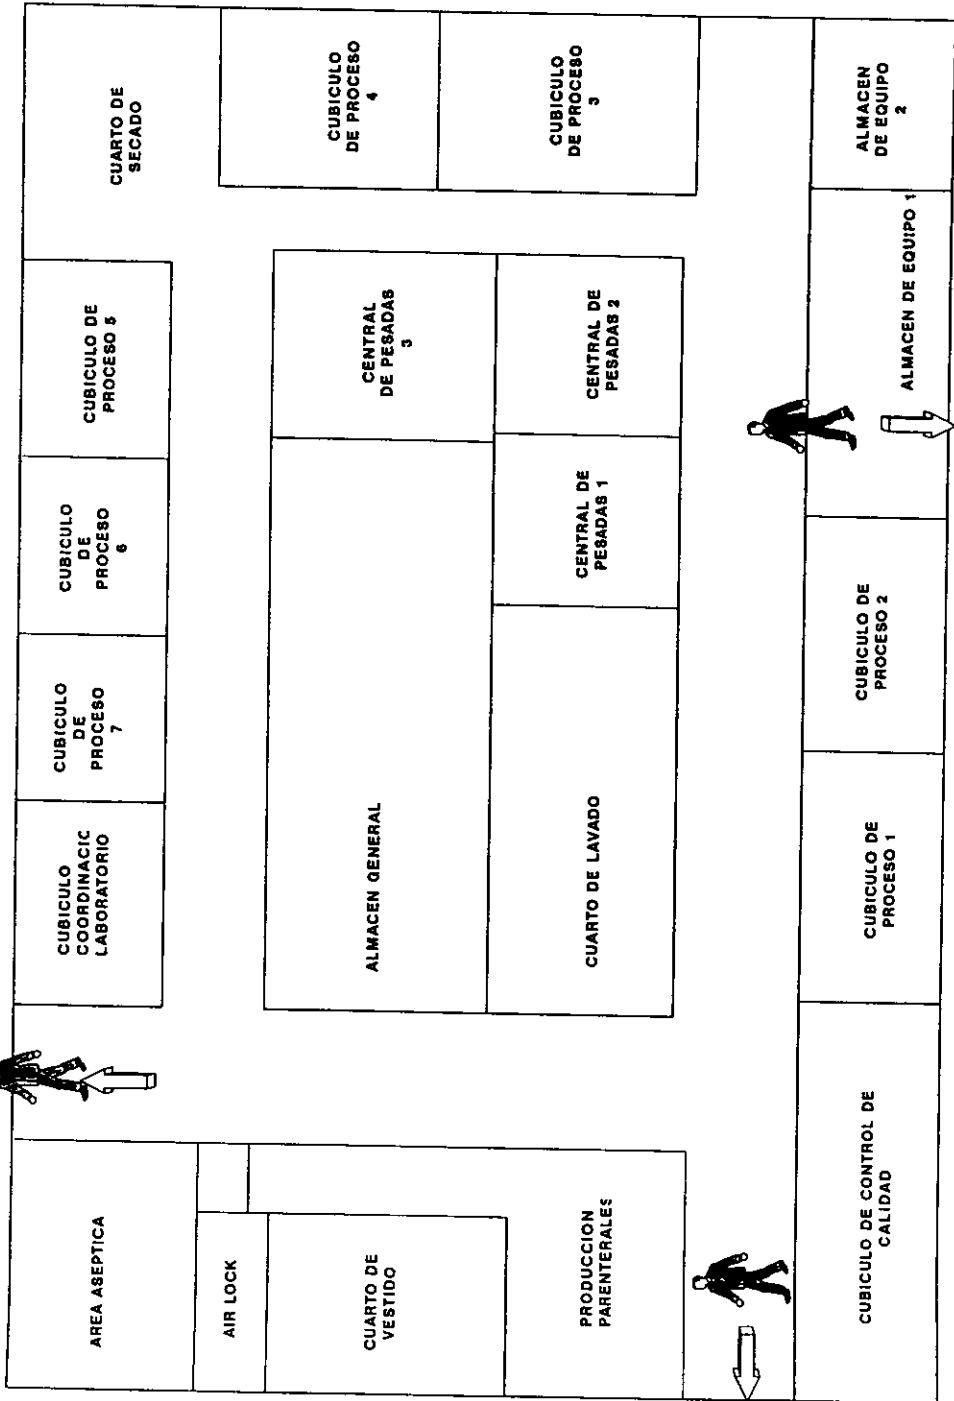 AREA ASEPTICA
CUBICULO
COORDINACIC
LABORATORIO
CUBICULO
DE
PROCESO
7
CUBICULO
DE
PROCESO
6
CUBICULO DE
PROCESO 5
CUARTO DE
SECADO
AIR LOCK
CUARTO DE
VESTIDO
ALMACEN GENERAL
CENTRAL
DE PESADAS
3
CUBICULO
DE PROCESO
4
PRODUCCION
PARENTERALES
CUARTO DE LAVADO
CENTRAL DE
PESADAS 1
CENTRAL DE
PESADAS 2
CUBICULO
DE PROCESO
3
CUBICULO DE CONTROL DE
CALIDAD
CUBICULO DE
PROCESO 1
CUBICULO DE
PROCESO 2
ALMACEN DE EQUIPO 1
ALMACEN
DE EQUIPO
2